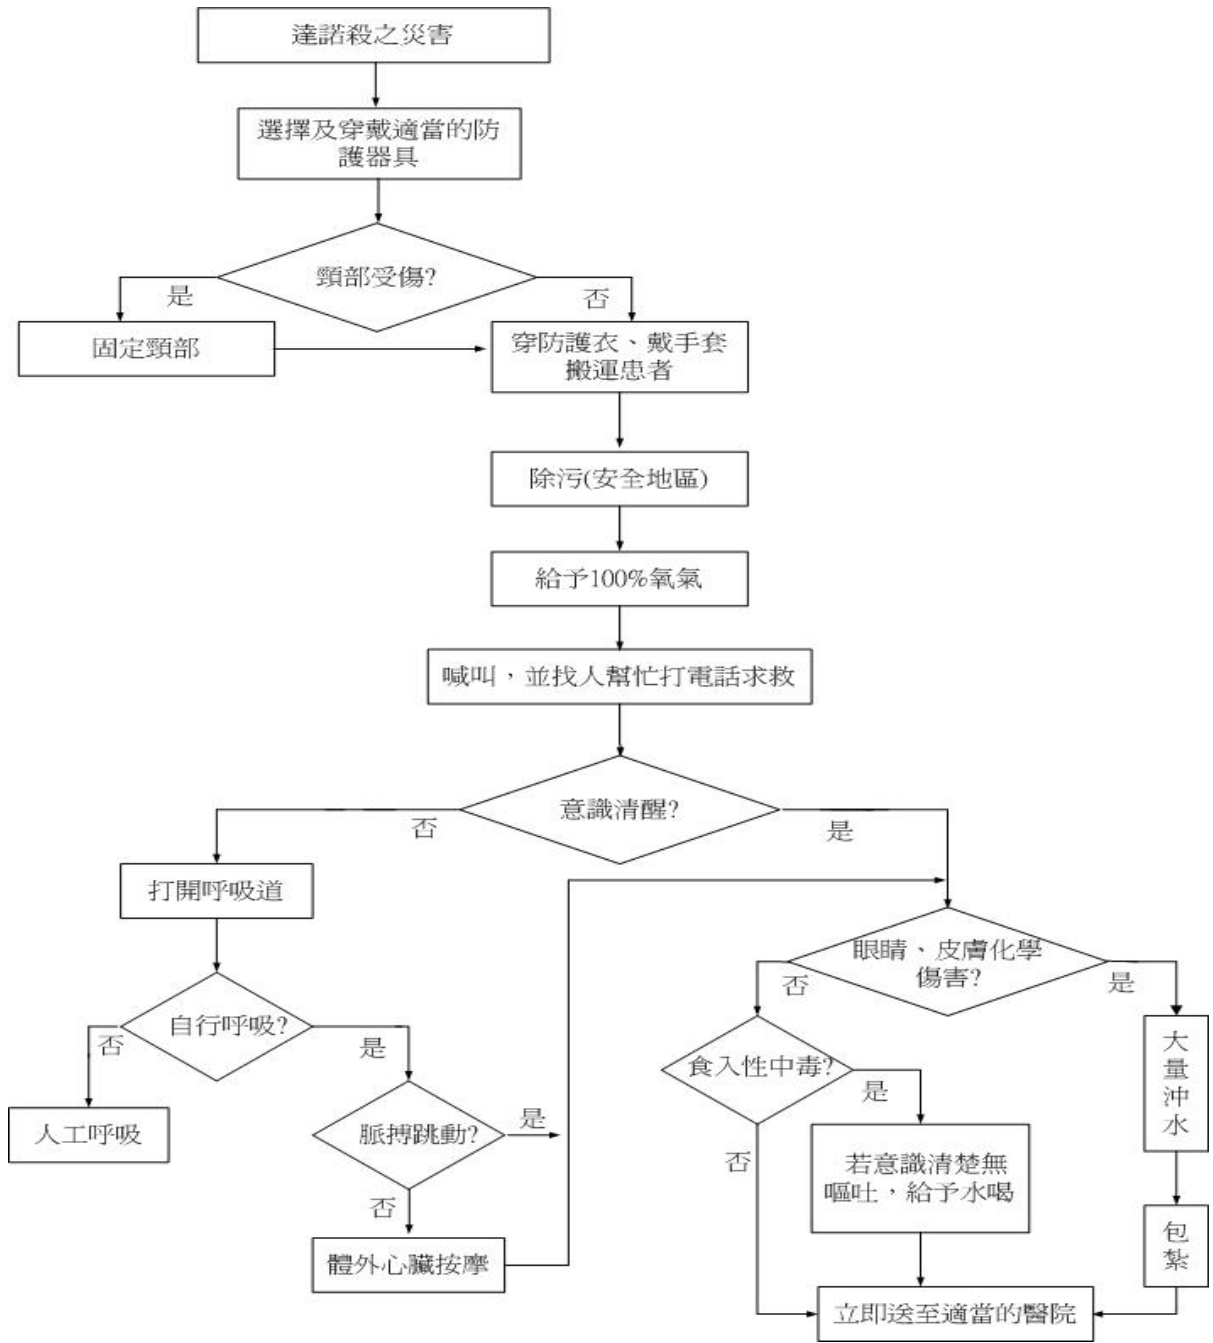 達諾殺之災害
選擇及穿戴適當的防
護器具
頸部受傷?
是
否
固定頸部
穿防護衣、戴手套
搬運患者
除污(安全地區)
給予100%氧氣
喊叫，並找人幫忙打電話求救
意識清醒?
否
是
打開呼吸道
眼睛、皮膚化學
傷害?
否
是
自行呼吸?
否
是
食入性中毒?
是
否
大
量
沖
水
人工呼吸
脈搏跳動?
是
否
若意識清楚無
嘔吐，給予水喝
包
紮
體外心臟按摩
立即送至適當的醫院